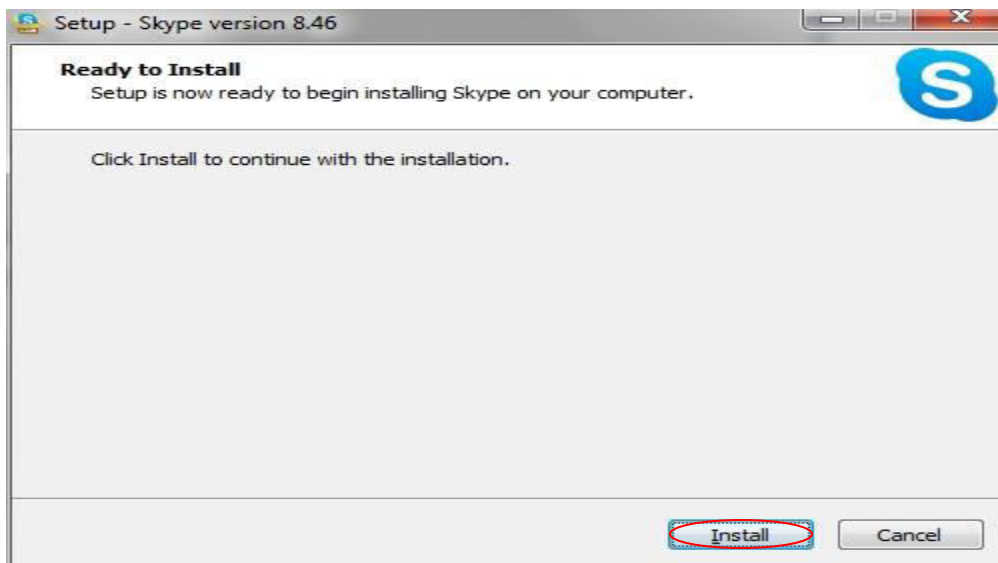 Setup - Skype version 8.46
Ready to Install
Setup is now ready to begin installing Skype on your computer.
S
Click Install to continue with the installation.
Install
Cancel